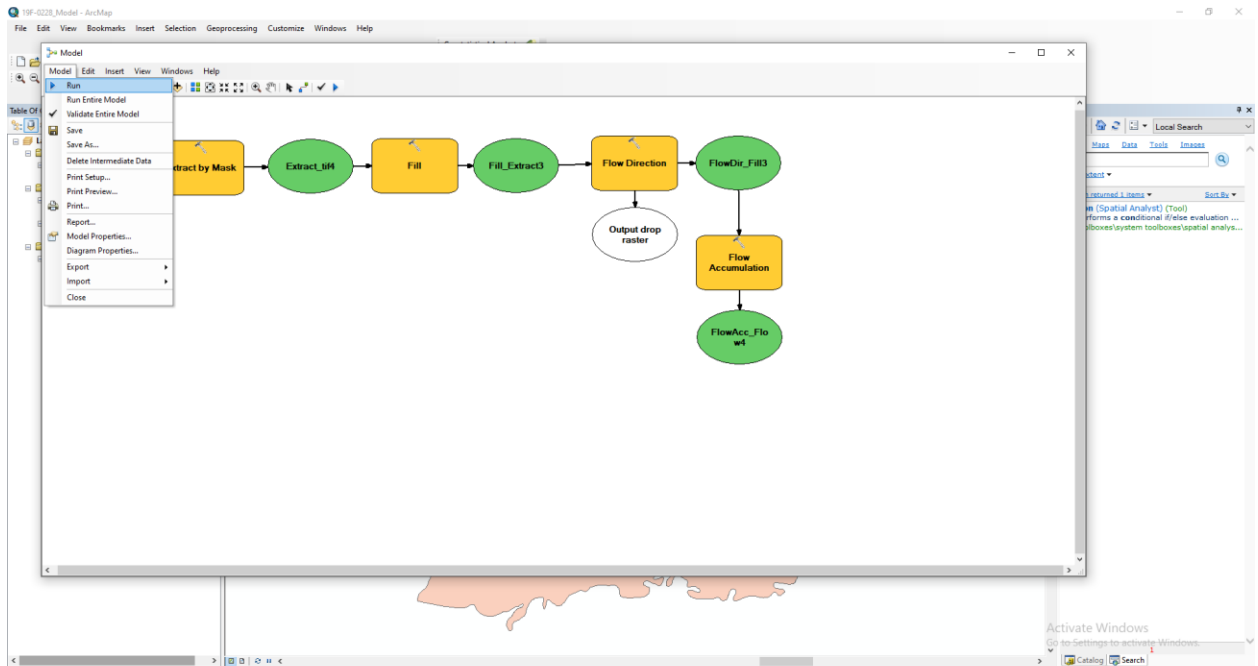 19F-0228_Model - ArcMap
File Edit View Bookmarks Insert Selection Geoprocessing Customize Windows Help
Model
Model Edit Insert View Windows Help
Run
Run Entire Model
Validate Entire Model
Save
Save As...
Delete Intermediate Data
Print Setup...
Print Preview...
Print...
Report...
Model Properties...
Diagram Properties...
Export
Import
Close
Table Of
tract by Mask
Extract_tif4
Fill
Fill_Extract3
Flow Direction
FlowDir_Fill3
Output drop
raster
Flow
Accumulation
FlowAcc_Flo
w4
Local Search
Maps Data Tools Images
returned 1 items Sort By
(Spatial Analyst) (Tool)
rforms a conditional if/else evaluation ...
lboxes\system toolboxes\spatial analys...
Activate Windows
Go to Settings to activate Windows.
1
Catalog Search